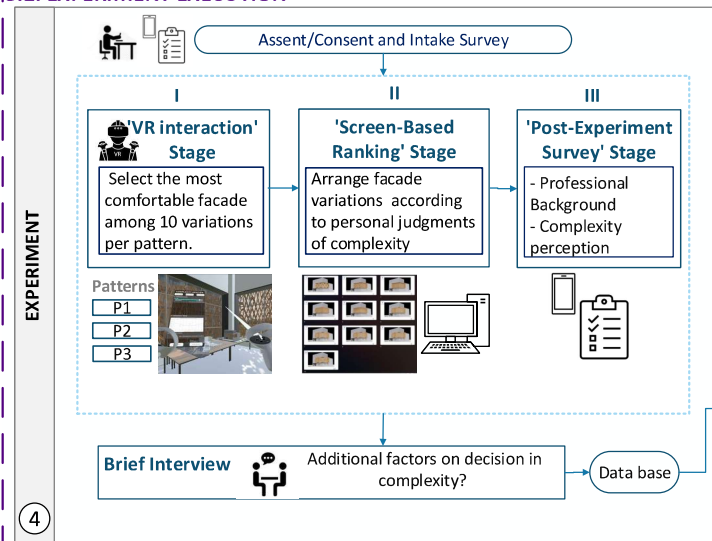 Assent/Consent and Intake Survey
I
II
III
'VR interaction'
Stage
VR
Select the most
comfortable facade
among 10 variations
per pattern.
'Screen-Based
Ranking' Stage
Arrange facade
variations according
to personal judgments
of complexity
'Post-Experiment
Survey' Stage
- Professional
Background
- Complexity
perception
Patterns
P1
P2
P3
EXPERIMENT
Brief Interview
Additional factors on decision in
complexity?
Data base
4